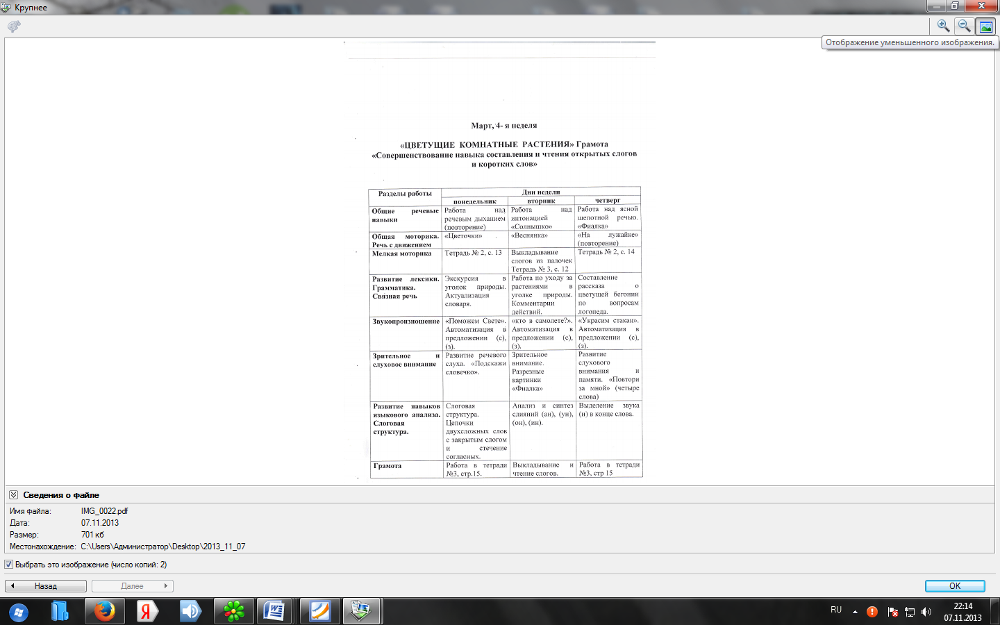 Крупнее
Отображение уменьшенного изображения.
Март, 4- я неделя
«ЦВЕТУЩИЕ КОМНАТНЫЕ РАСТЕНИЯ» Грамота
«Совершенствование навыка составления и чтения открытых слогов
и коротких слов»
Разделы работы
Дни недели
понедельник
вторник
четверг
Общие речевые
навыки
Работа над
речевым дыханием
(повторение)
Работа над
интонацией
«Солнышко»
Работа над ясной
шепотной речью.
«Фиалка»
Общая моторика.
Речь с движением
«Цветочки»
«Веснянка»
«На лужайке»
(повторение)
Мелкая моторика
Тетрадь № 2, с. 13
Выкладывание
слогов из палочек
Тетрадь № 3, с. 12
Тетрадь № 2, с. 14
Развитие лексики.
Грамматика.
Связная речь
Экскурсия в
уголок природы.
Актуализация
словаря.
Работа по уходу за
растениями в
уголке природы.
Комментарии
действий.
Составление
рассказа о
цветущей бегонии
по вопросам
логопеда.
Звукопроизношение
«Поможем Свете».
Автоматизация в
предложении (с),
(з).
«кто в самолете?».
Автоматизация в
предложении (с),
(з).
«Украсим стакан».
Автоматизация в
предложении (с),
(з).
Зрительное и
слуховое внимание
Развитие речевого
слуха. «Подскажи
словечко».
Зрительное
внимание.
Разрезные
картинки
«Фиалка»
Развитие
слухового
внимания и
памяти. «Повтори
за мной» (четыре
слова)
Развитие навыков
языкового анализа.
Слоговая
структура.
Слоговая
структура.
Цепочки
двухсложных слов
с закрытым слогом
и стечение
согласных.
Анализ и синтез
слияний (ан), (ун),
(он), (ин).
Выделение звука
(н) в конце слова.
Грамота
Работа в тетради
№3, стр.15.
Выкладывание и
чтение слогов.
Работа в тетради
№3, стр 15
Сведения о файле
Имя файла: IMG_0022.pdf
Дата: 07.11.2013
Размер: 701 кб
Местонахождение: C:\Users\Администратор\Desktop\2013_11_07
Выбрать это изображение (число копий: 2)
Назад
Далее
OK
Я
W
RU
22:14
07.11.2013